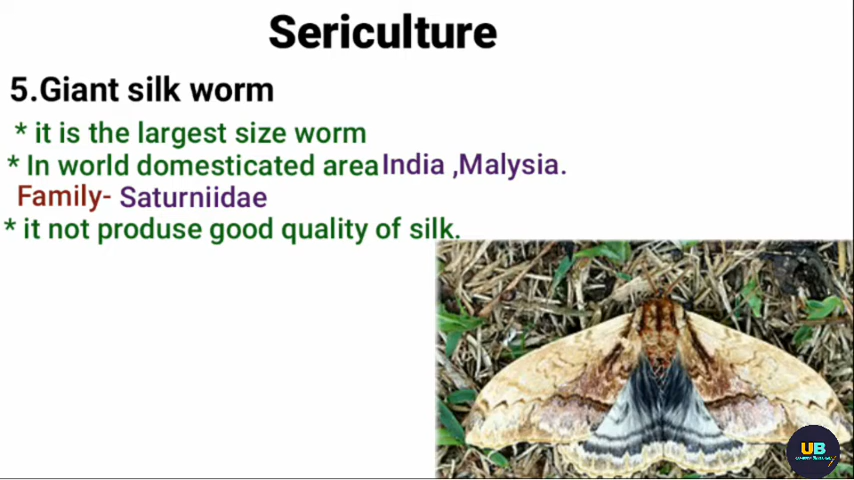 Sericulture
5.Giant silk worm
* it is the largest size worm
* In world domesticated area India ,Malysia.
Family- Saturniidae
* it not produse good quality of silk.
UB